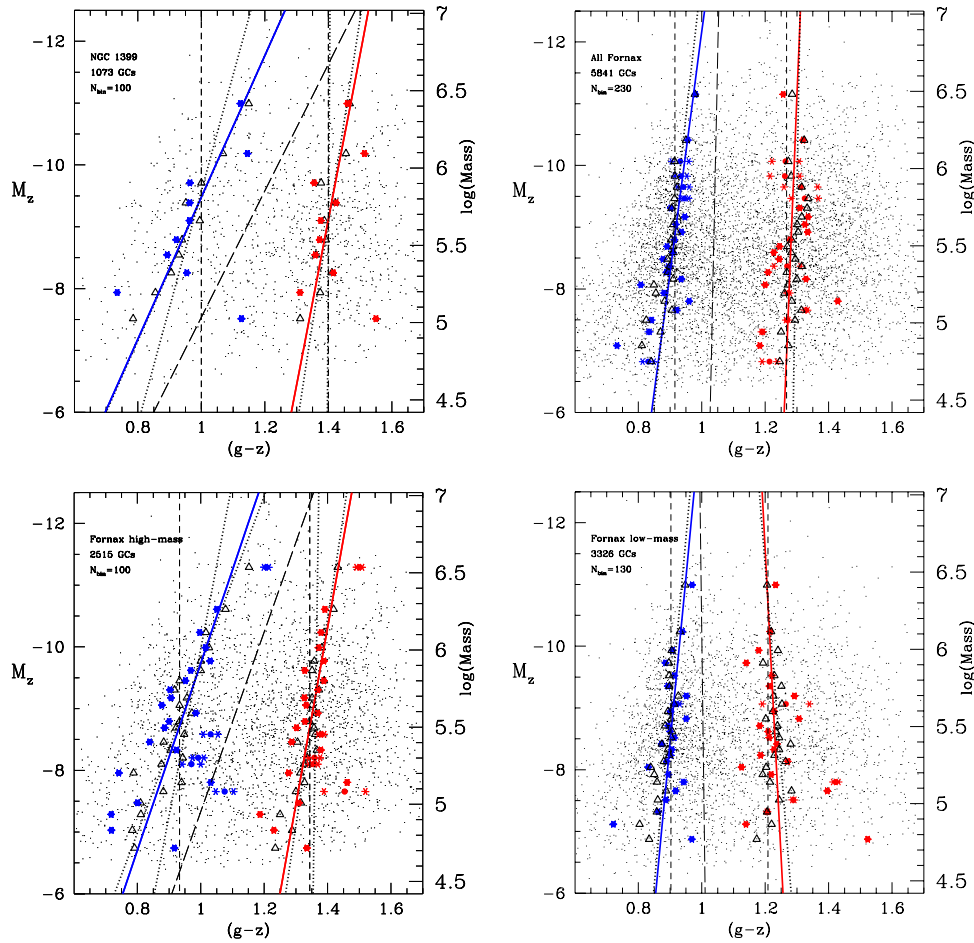 NGC 1399
1073 GCs
N_bin=100
-12
-10
-8
-6
M_z
7
6.5
6
5.5
5
4.5
log(Mass)
0.8
1
1.2
1.4
1.6
(g-z)
All Fornax
5841 GCs
N_bin=230
-12
-10
-8
-6
M_z
7
6.5
6
5.5
5
4.5
log(Mass)
0.8
1
1.2
1.4
1.6
(g-z)
Fornax high-mass
2515 GCs
N_bin=100
-12
-10
-8
-6
M_z
7
6.5
6
5.5
5
4.5
log(Mass)
0.8
1
1.2
1.4
1.6
(g-z)
Fornax low-mass
3326 GCs
N_bin=130
-12
-10
-8
-6
M_z
7
6.5
6
5.5
5
4.5
log(Mass)
0.8
1
1.2
1.4
1.6
(g-z)